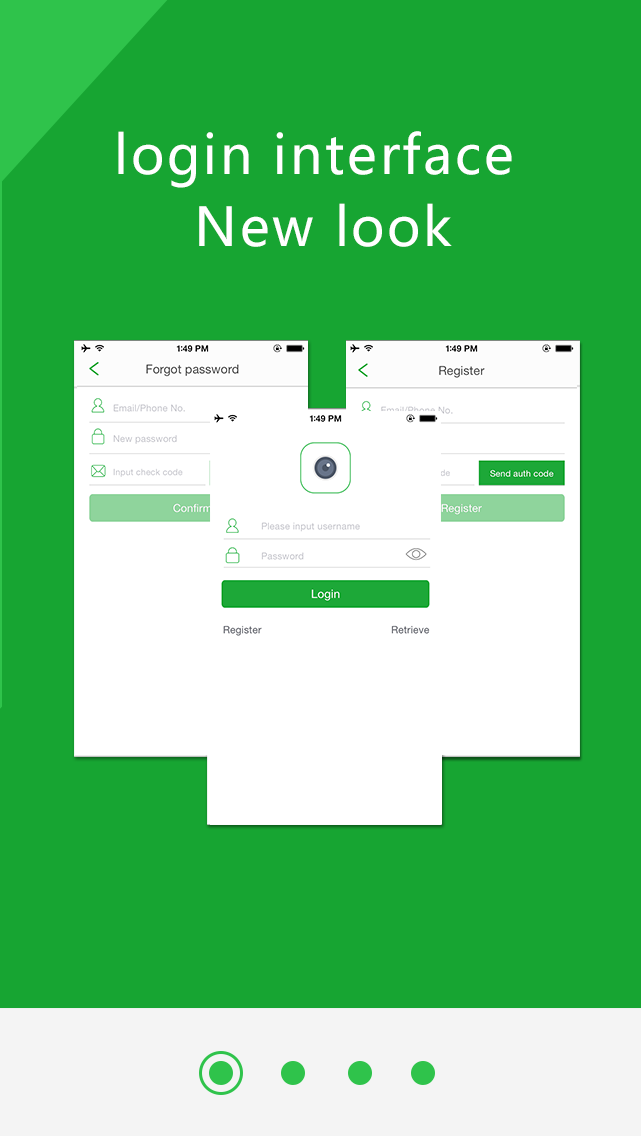 login interface
New look
1:49 PM
Forgot password
Email/Phone No.
New password
Input check code
Confirm
1:49 PM
Register
Email/Phone No.
Send auth code
Register
1:49 PM
Please input username
Password
Login
Register
Retrieve